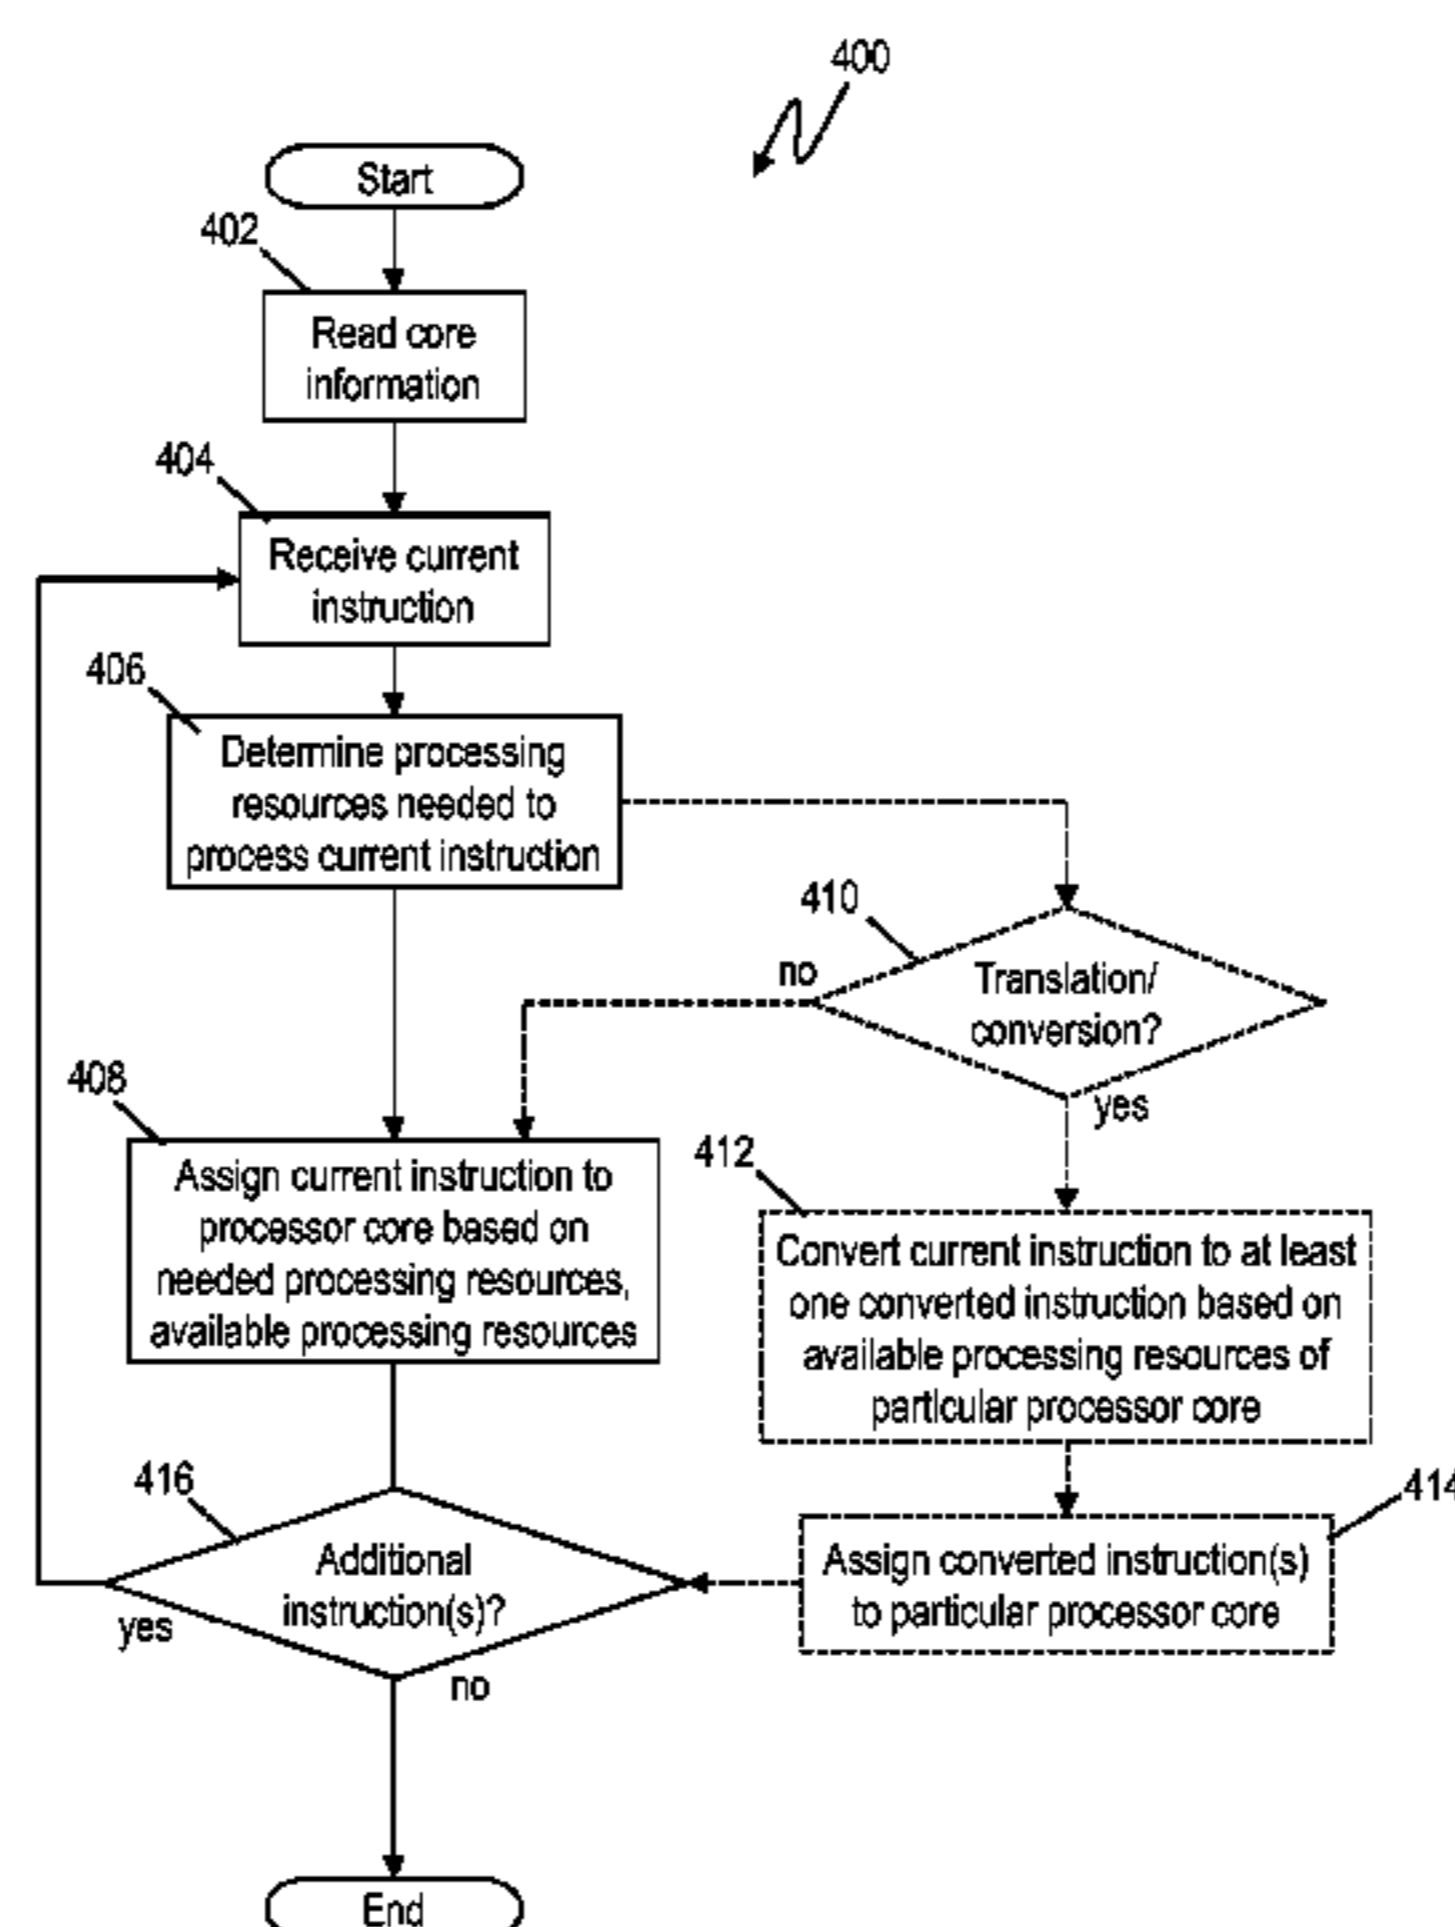 400
Start
402
Read core
information
404
Receive current
instruction
406
Determine processing
resources needed to
process current instruction
410
no
Translation/
conversion?
yes
408
Assign current instruction to
processor core based on
needed processing resources,
available processing resources
412
Convert current instruction to at least
one converted instruction based on
available processing resources of
particular processor core
416
Additional
instruction(s)?
yes
no
414
Assign converted instruction(s)
to particular processor core
End